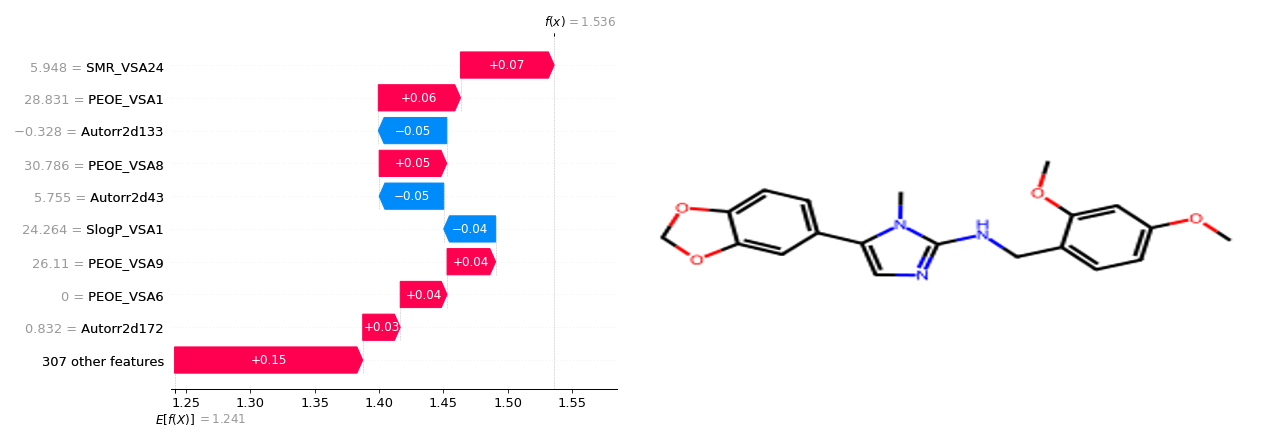 f(x) = 1.536
5.948 = SMR_VSA24
+0.07
28.831 = PEOE_VSA1
+0.06
−0.328 = Autorr2d133
−0.05
30.786 = PEOE_VSA8
+0.05
5.755 = Autorr2d43
−0.05
24.264 = SlogP_VSA1
−0.04
26.11 = PEOE_VSA9
+0.04
0 = PEOE_VSA6
+0.04
0.832 = Autorr2d172
+0.03
307 other features
+0.15
1.25 1.30 1.35 1.40 1.45 1.50 1.55
E[f(X)] = 1.241
O
O
N
N
H
N
O
O